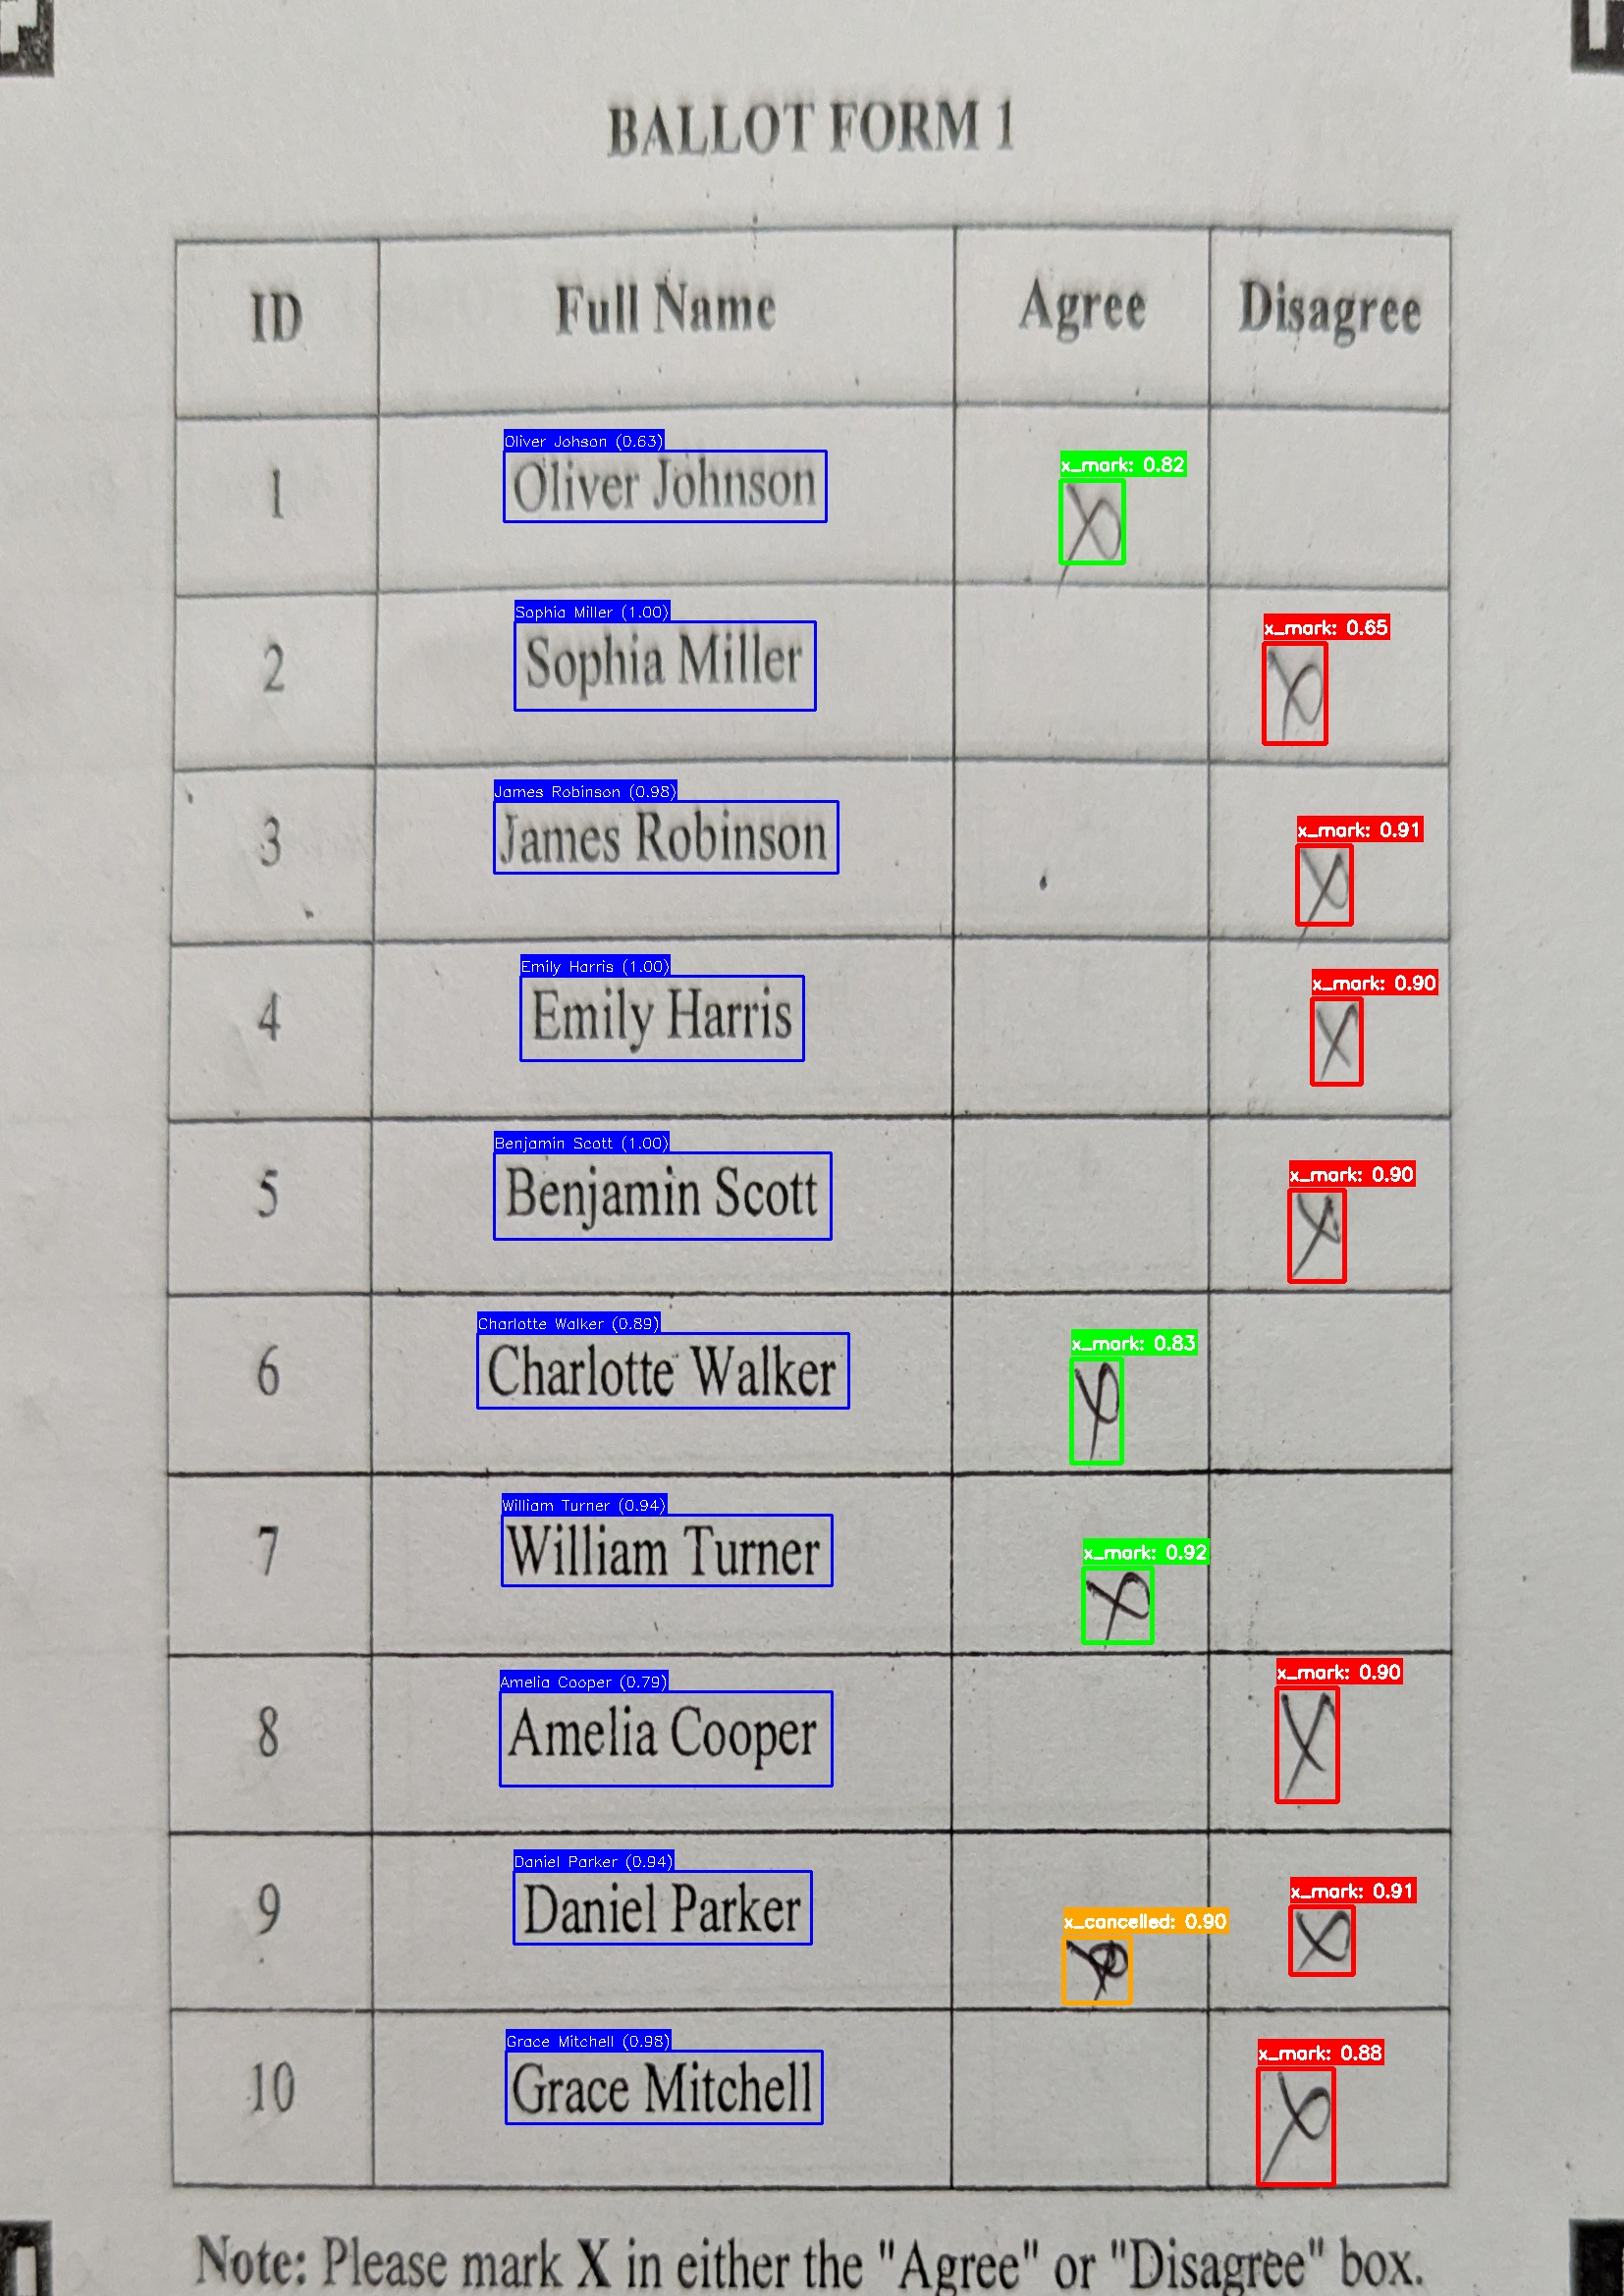 BALLOT FORM 1
ID Full Name Agree Disagree
Oliver Johson (0.63)
1 Oliver Johnson x_mark: 0.82
Sophia Miller (1.00)
2 Sophia Miller x_mark: 0.65
James Robinson (0.98)
3 James Robinson x_mark: 0.91
Emily Harris (1.00)
4 Emily Harris x_mark: 0.90
Benjamin Scott (1.00)
5 Benjamin Scott x_mark: 0.90
Charlotte Walker (0.89)
6 Charlotte Walker x_mark: 0.83
William Turner (0.94)
7 William Turner x_mark: 0.92
Amelia Cooper (0.79) x_mark: 0.90
8 Amelia Cooper
Daniel Parker (0.94)
9 Daniel Parker x_cancelled: 0.90 x_mark: 0.91
Grace Mitchell (0.98) x_mark: 0.88
10 Grace Mitchell
Note: Please mark X in either the "Agree" or "Disagree" box.